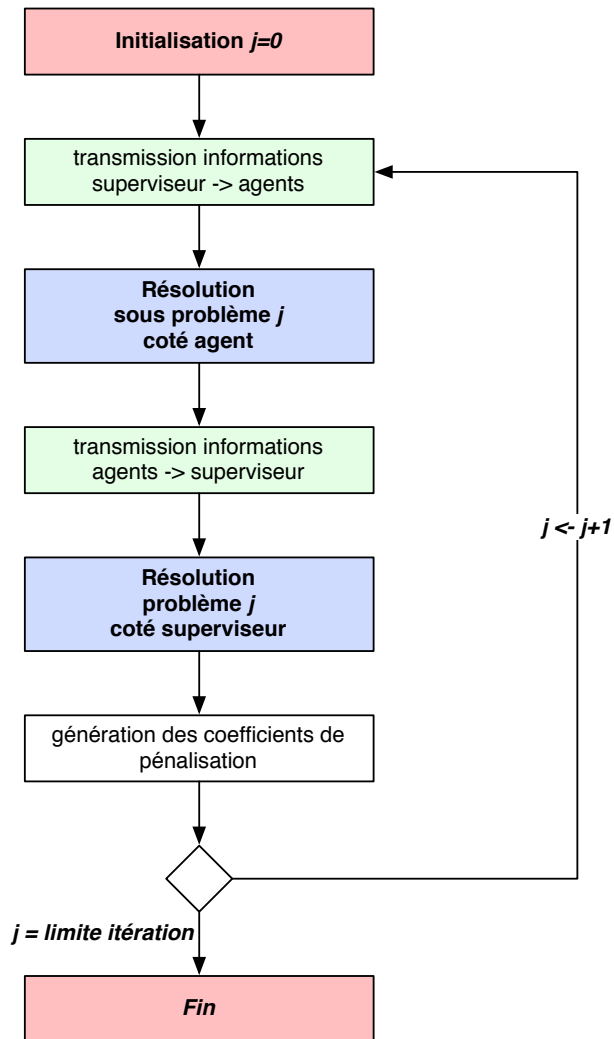 Initialisation j=0
transmission informations
superviseur -> agents
Résolution
sous problème j
coté agent
transmission informations
agents -> superviseur
j <- j+1
Résolution
problème j
coté superviseur
génération des coefficients de
pénalisation
j = limite itération
Fin